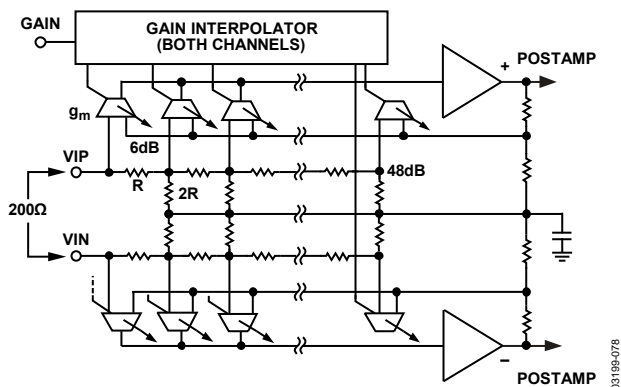 GAIN
GAIN INTERPOLATOR
(BOTH CHANNELS)
POSTAMP
+
gm
6dB
48dB
VIP
R
2R
200Ω
VIN
–
POSTAMP
03199-078